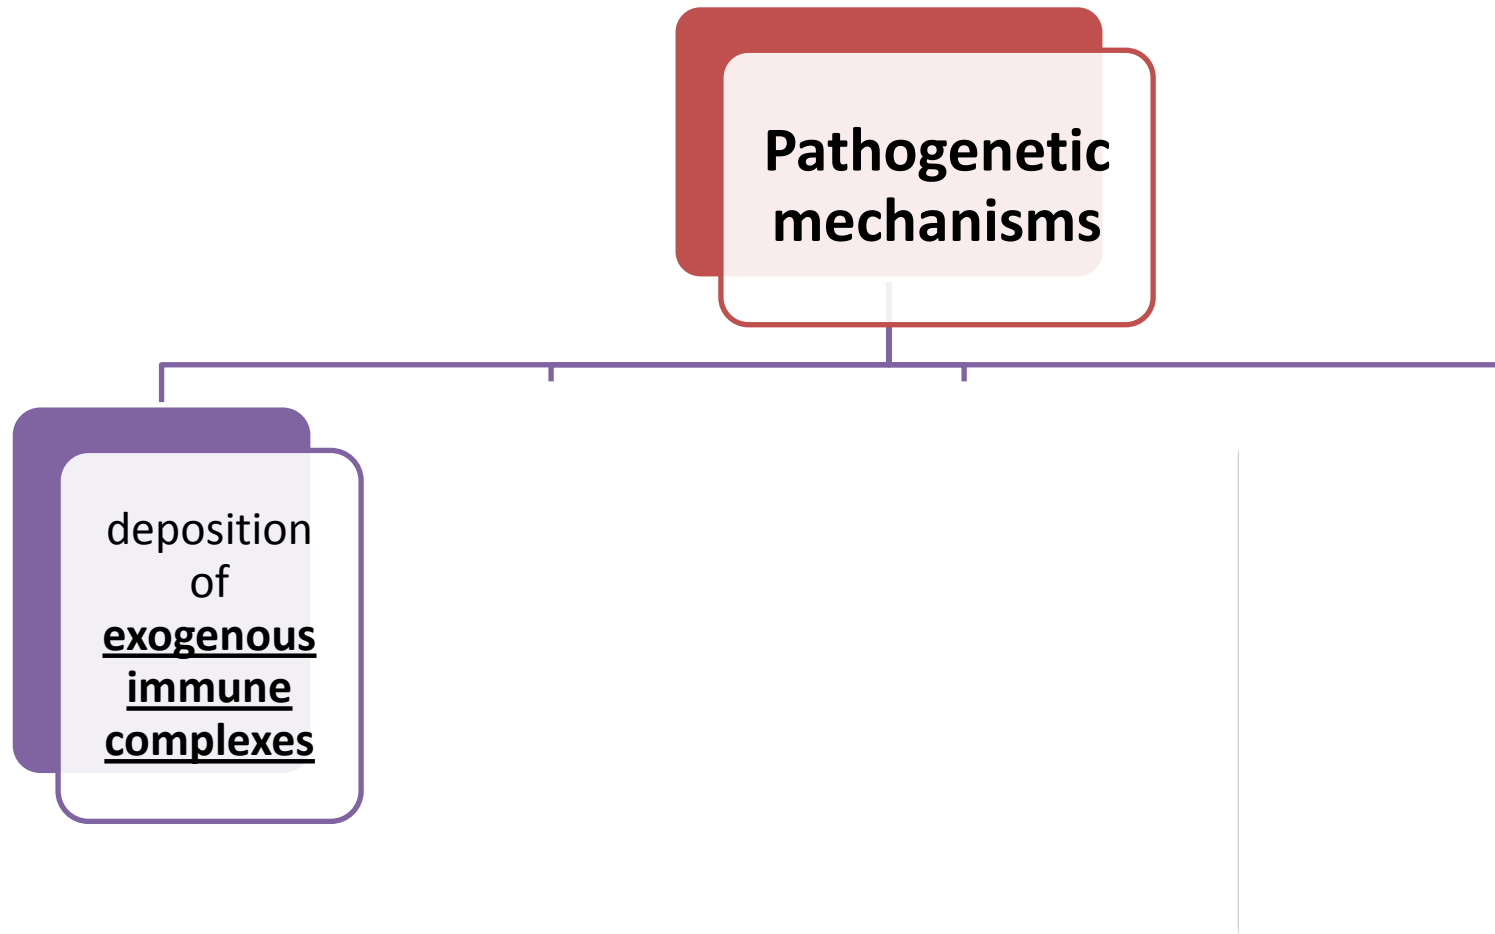 Pathogenetic
mechanisms
deposition
of
exogenous
immune
complexes